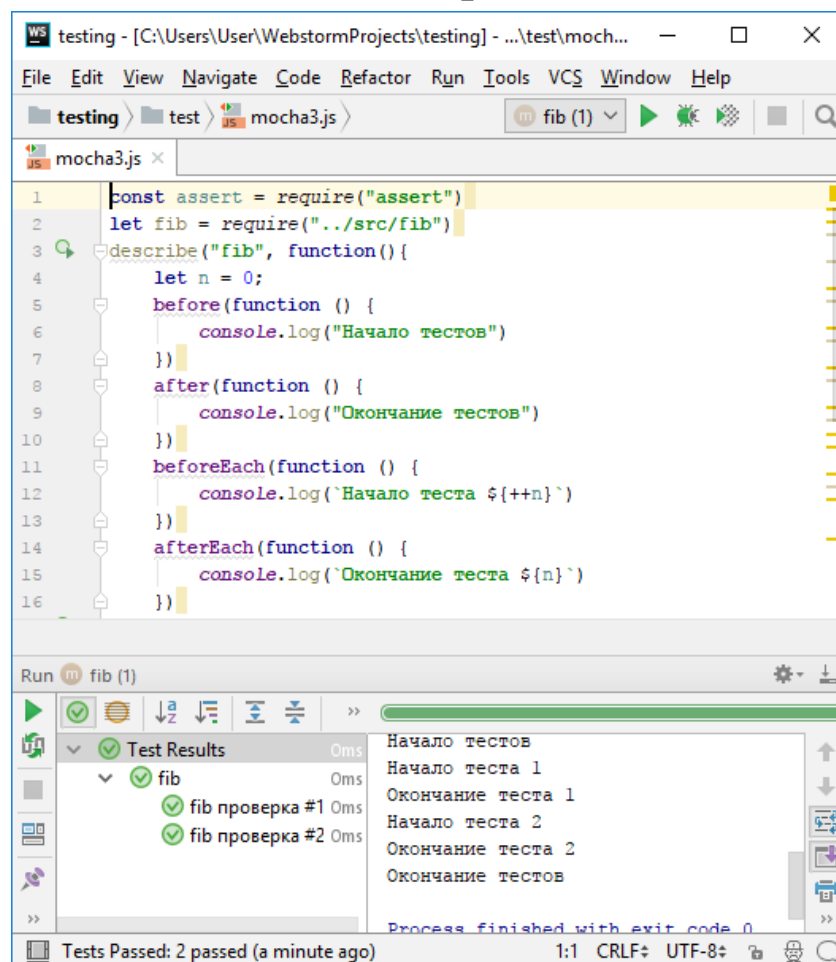 WS testing - [C:\Users\User\WebstormProjects\testing] - ...\test\moch...
File Edit View Navigate Code Refactor Run Tools VCS Window Help
testing test JS mocha3.js m fib (1)
JS mocha3.js ×
1 const assert = require("assert")
2 let fib = require("../src/fib")
3 describe("fib", function(){
4 let n = 0;
5 before(function () {
6 console.log("Начало тестов")
7 })
8 after(function () {
9 console.log("Окончание тестов")
10 })
11 beforeEach(function () {
12 console.log(`Начало теста ${++n}`)
13 })
14 afterEach(function () {
15 console.log(`Окончание теста ${n}`)
16 })
Run m fib (1)
Test Results 0ms
fib 0ms
fib проверка #1 0ms
fib проверка #2 0ms
Начало тестов
Начало теста 1
Окончание теста 1
Начало теста 2
Окончание теста 2
Окончание тестов
Process finished with exit code 0
Tests Passed: 2 passed (a minute ago) 1:1 CRLF UTF-8